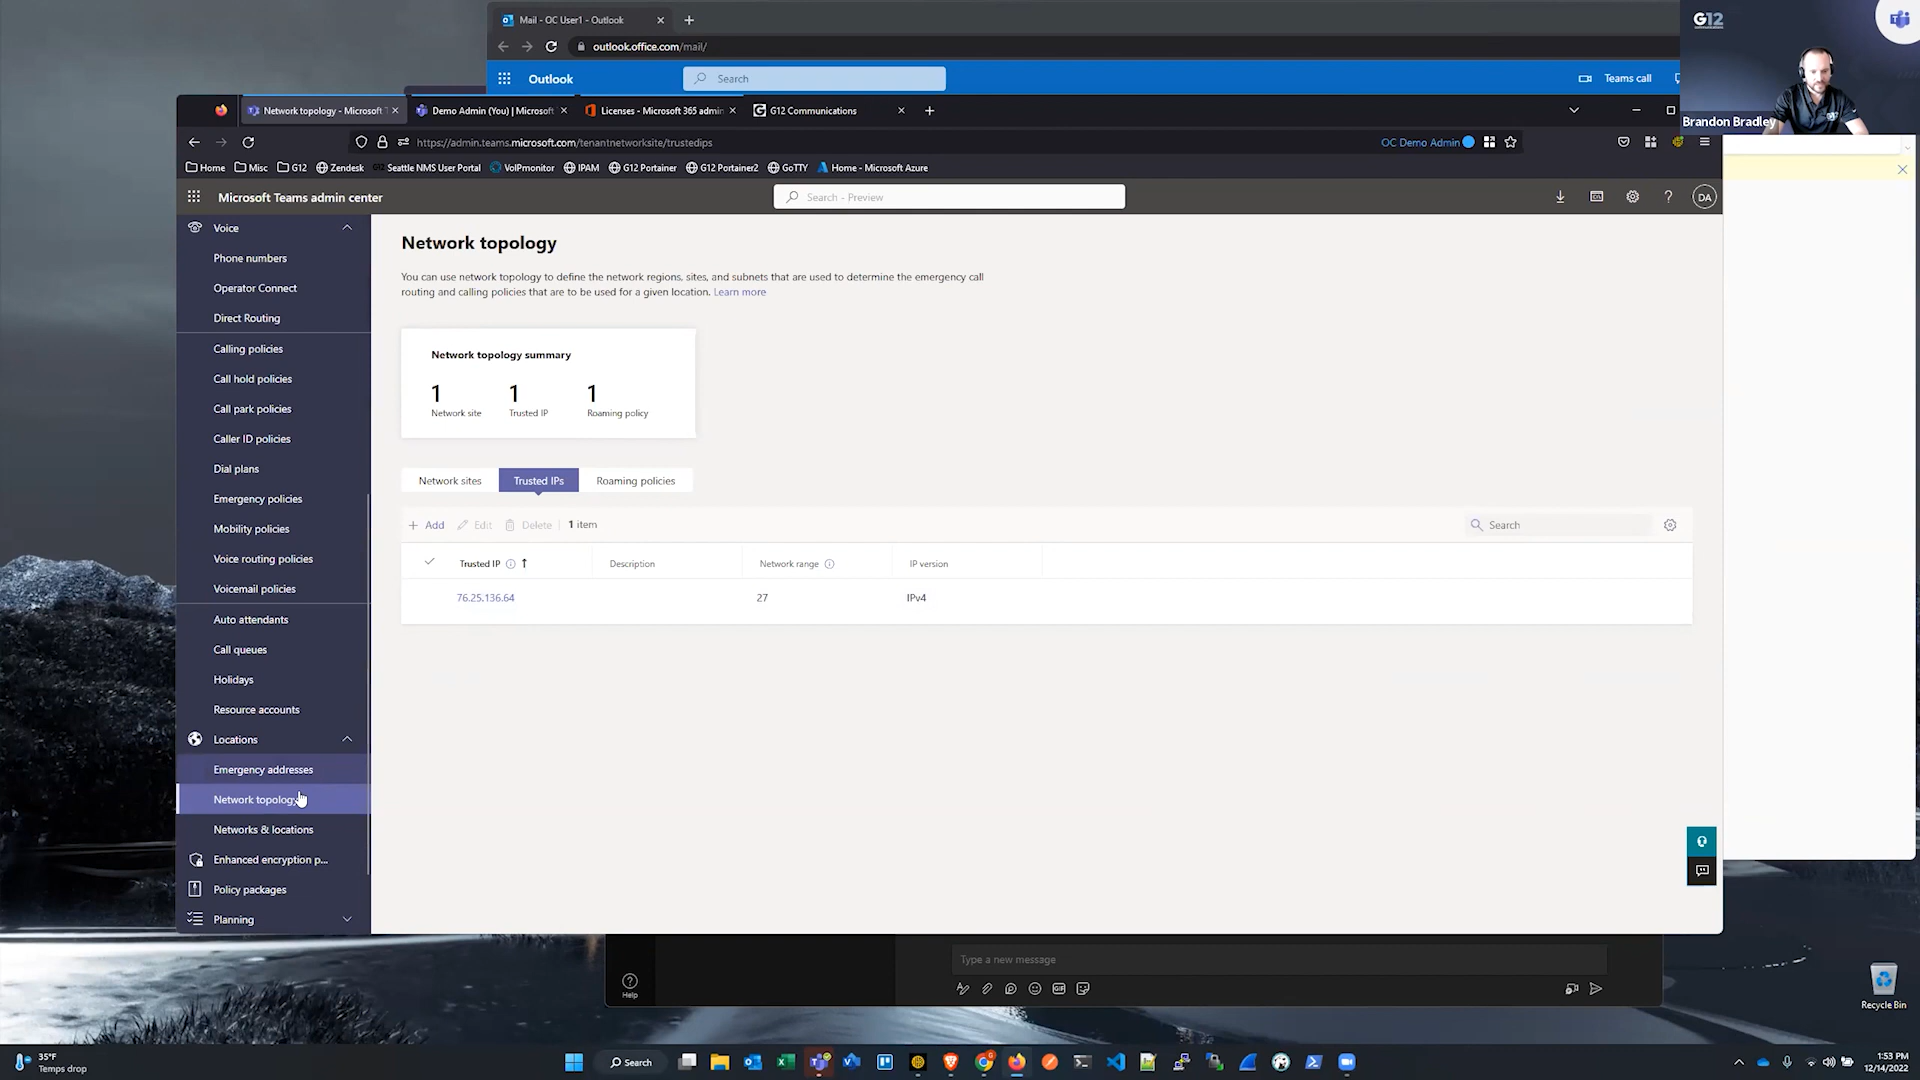 Mail - OC User1 - Outlook
outlook.office.com/mail/
Outlook
Search
Teams call
G12
Brandon Bradley
Network topology - Microsoft T
Demo Admin (You) | Microsoft
Licenses - Microsoft 365 admin
G12 Communications
https://admin.teams.microsoft.com/tenantnetworksite/trustedips
OC Demo Admin
Home
Misc
G12
Zendesk
G12 Seattle NMS User Portal
VoIPmonitor
IPAM
G12 Portainer
G12 Portainer2
GoTTY
Home - Microsoft Azure
Microsoft Teams admin center
Search - Preview
DA
Voice
Phone numbers
Operator Connect
Direct Routing
Calling policies
Call hold policies
Call park policies
Caller ID policies
Dial plans
Emergency policies
Mobility policies
Voice routing policies
Voicemail policies
Auto attendants
Call queues
Holidays
Resource accounts
Locations
Emergency addresses
Network topology
Networks & locations
Enhanced encryption p...
Policy packages
Planning
Network topology
You can use network topology to define the network regions, sites, and subnets that are used to determine the emergency call
routing and calling policies that are to be used for a given location. Learn more
Network topology summary
1 1 1
Network site Trusted IP Roaming policy
Network sites Trusted IPs Roaming policies
Add Edit Delete 1 item
Search
Trusted IP Description Network range IP version
76.25.136.64 27 IPv4
Type a new message
GIF
Help
Recycle Bin
35°F
Temps drop
Search
1:53 PM
12/14/2022